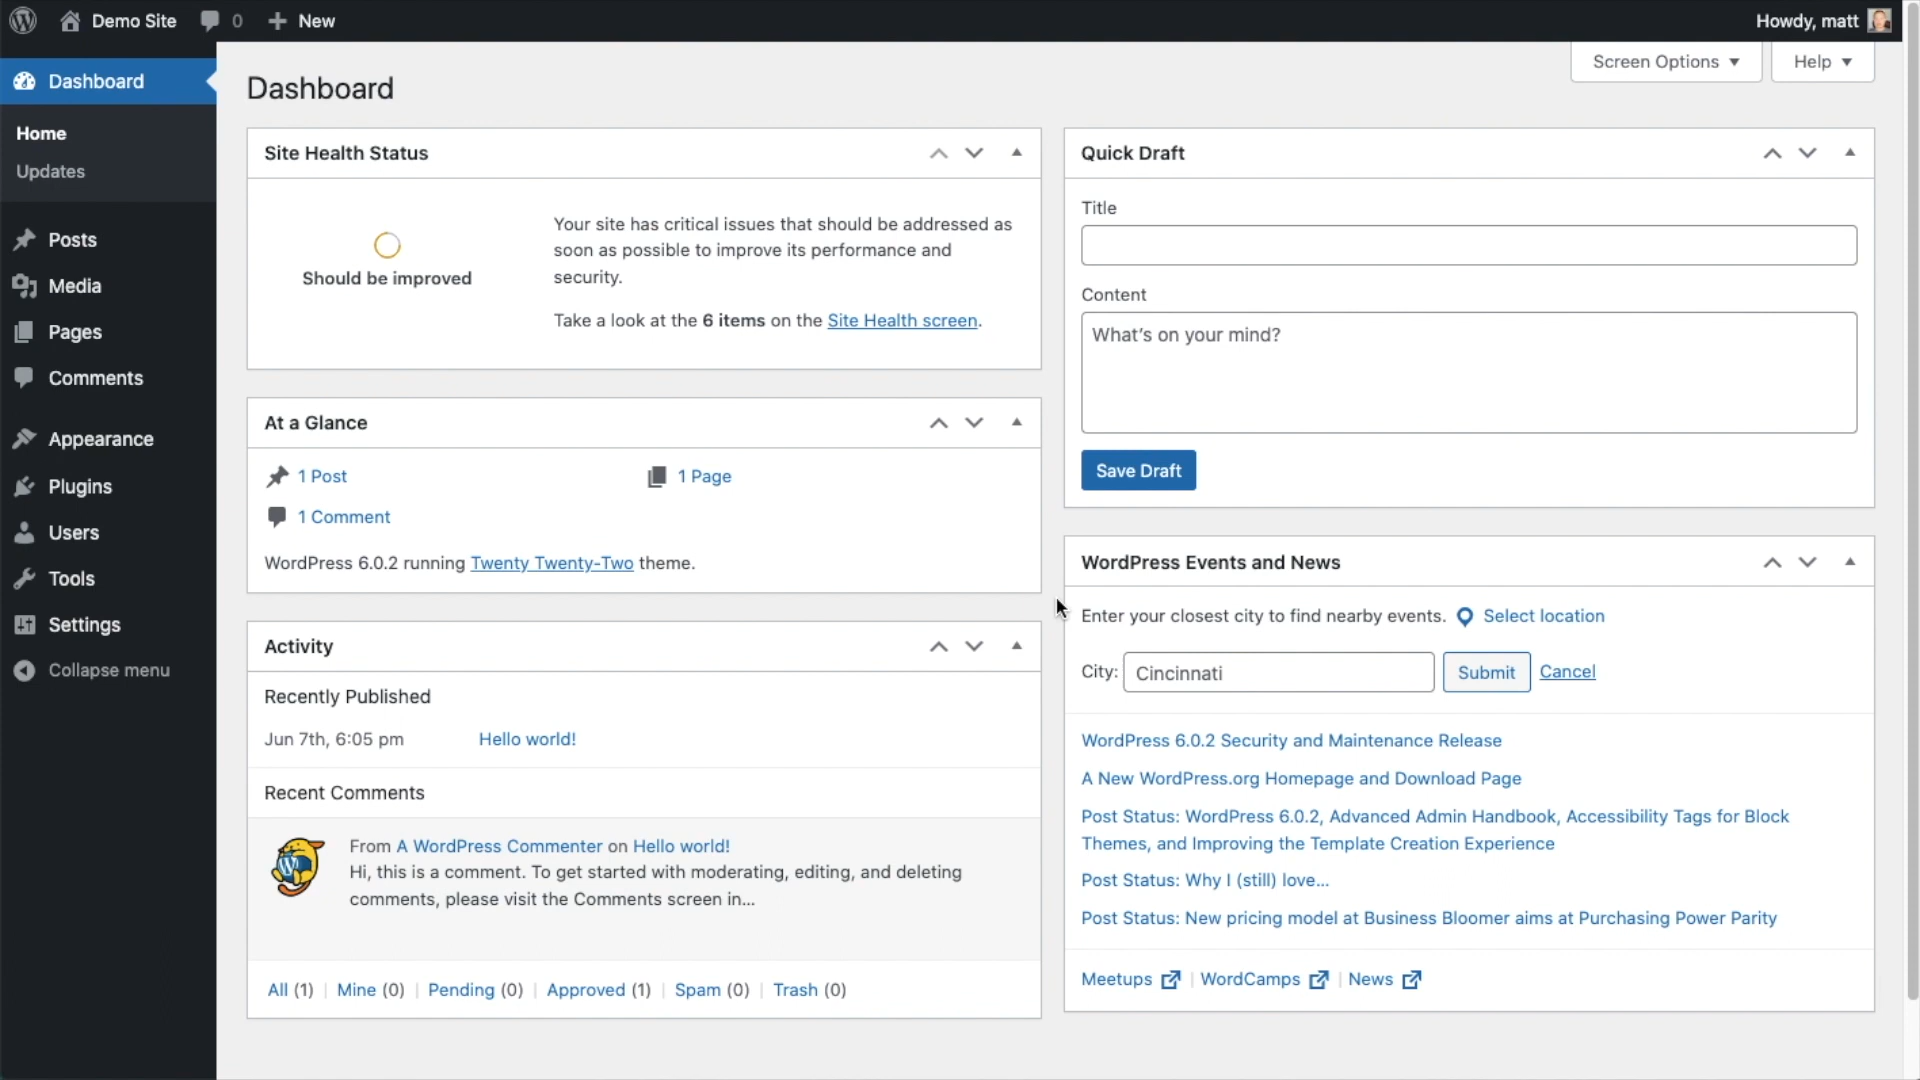 Demo Site
0
New
Howdy, matt
Dashboard
Home
Updates
Posts
Media
Pages
Comments
Appearance
Plugins
Users
Tools
Settings
Collapse menu
Screen Options
Help
Dashboard
Site Health Status
Should be improved
Your site has critical issues that should be addressed as
soon as possible to improve its performance and
security.
Take a look at the 6 items on the Site Health screen.
At a Glance
1 Post
1 Page
1 Comment
WordPress 6.0.2 running Twenty Twenty-Two theme.
Activity
Recently Published
Jun 7th, 6:05 pm
Hello world!
Recent Comments
From A WordPress Commenter on Hello world!
Hi, this is a comment. To get started with moderating, editing, and deleting
comments, please visit the Comments screen in…
All (1) | Mine (0) | Pending (0) | Approved (1) | Spam (0) | Trash (0)
Quick Draft
Title
Content
What's on your mind?
Save Draft
WordPress Events and News
Enter your closest city to find nearby events. Select location
City: Cincinnati Submit Cancel
WordPress 6.0.2 Security and Maintenance Release
A New WordPress.org Homepage and Download Page
Post Status: WordPress 6.0.2, Advanced Admin Handbook, Accessibility Tags for Block
Themes, and Improving the Template Creation Experience
Post Status: Why I (still) love…
Post Status: New pricing model at Business Bloomer aims at Purchasing Power Parity
Meetups | WordCamps | News